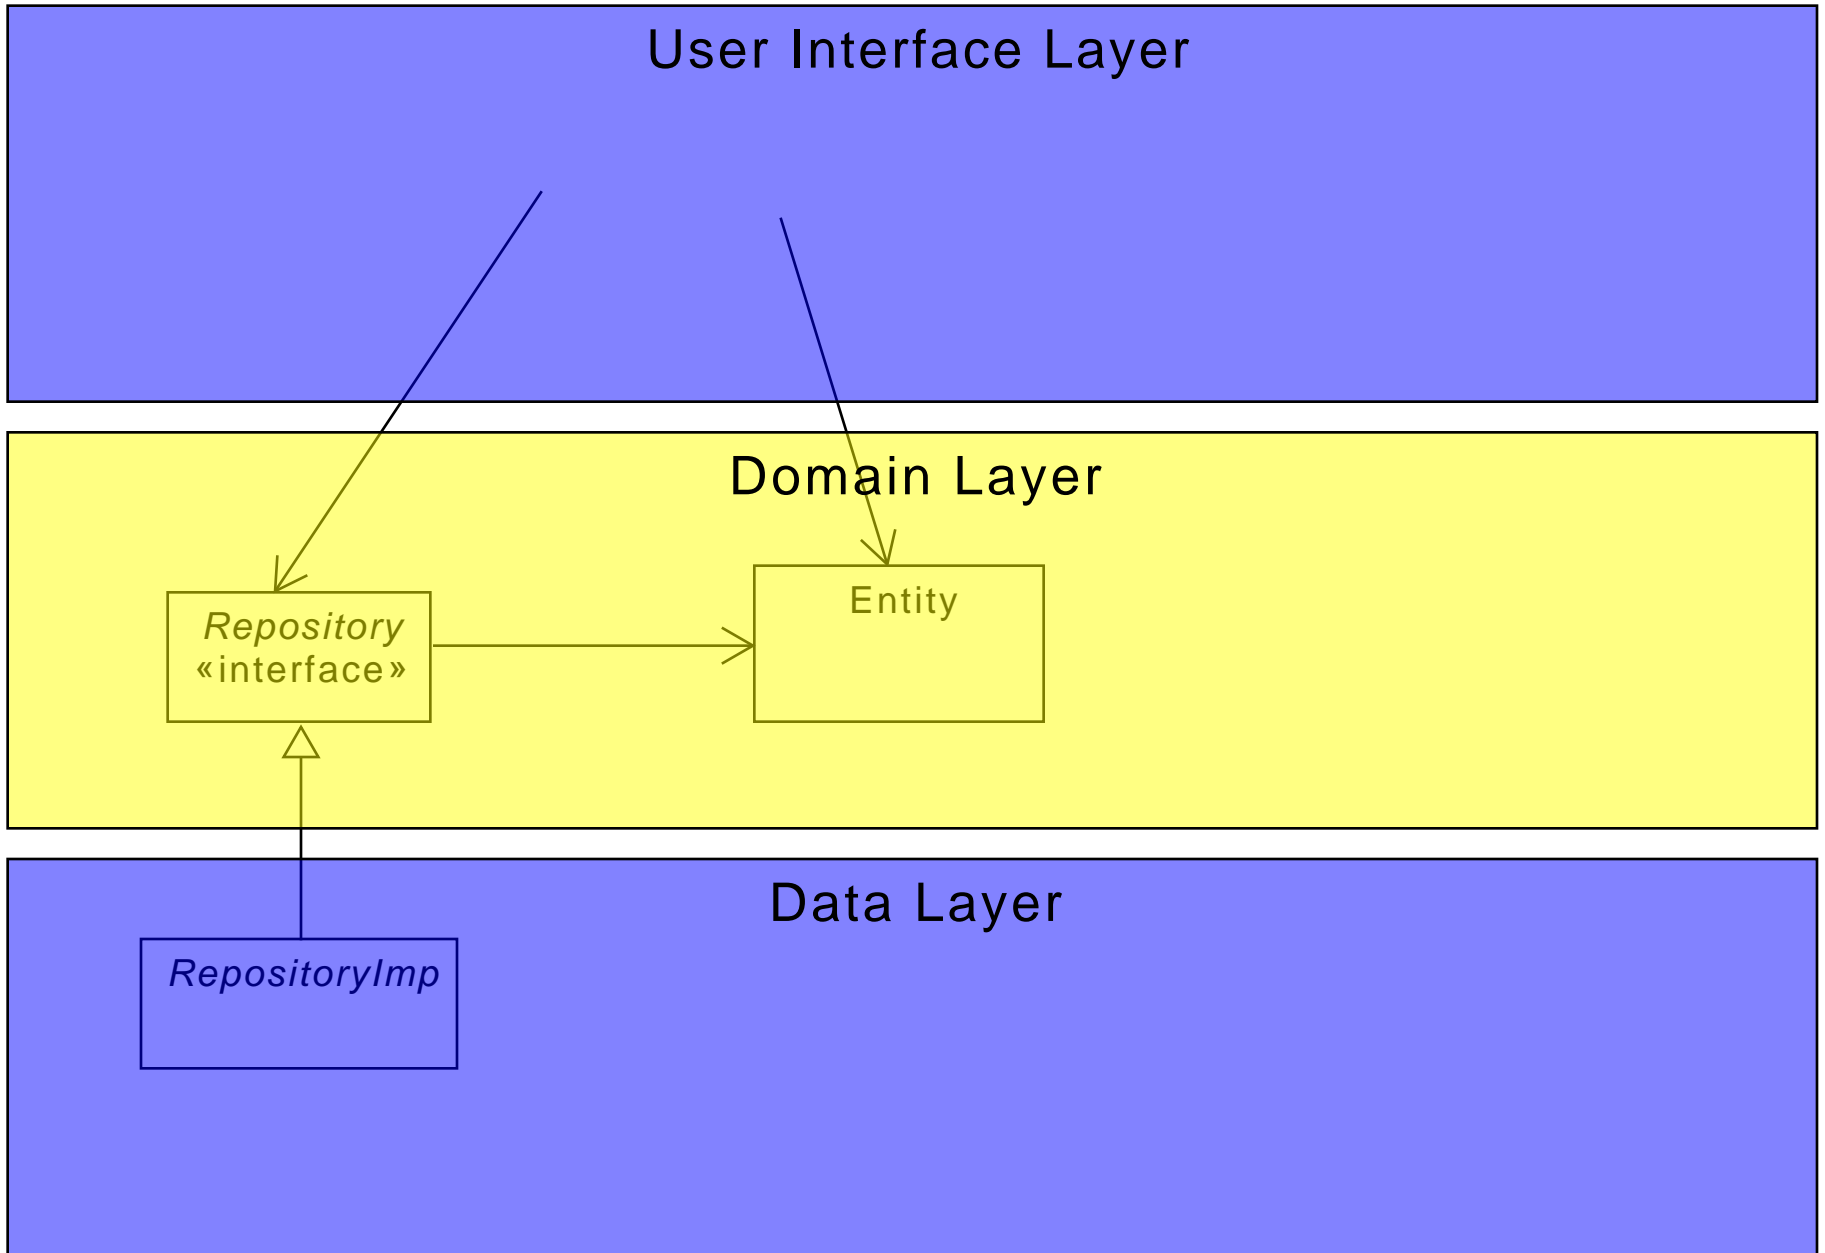 User Interface Layer
Domain Layer
Entity
Repository
«interface»
Data Layer
RepositoryImp